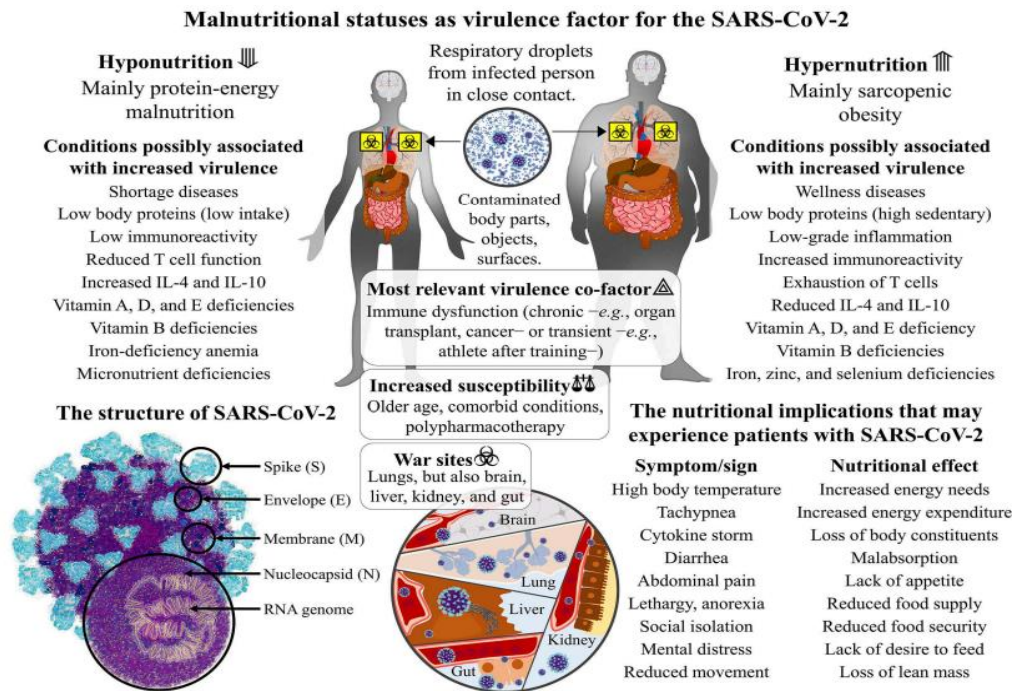 Malnutritional statuses as virulence factor for the SARS-CoV-2
Hyponutrition
Mainly protein-energy
malnutrition
Conditions possibly associated
with increased virulence
Shortage diseases
Low body proteins (low intake)
Low immunoreactivity
Reduced T cell function
Increased IL-4 and IL-10
Vitamin A, D, and E deficiencies
Vitamin B deficiencies
Iron-deficiency anemia
Micronutrient deficiencies
Respiratory droplets
from infected person
in close contact.
Contaminated
body parts,
objects,
surfaces.
Hypernutrition
Mainly sarcopenic
obesity
Conditions possibly associated
with increased virulence
Wellness diseases
Low body proteins (high sedentary)
Low-grade inflammation
Increased immunoreactivity
Exhaustion of T cells
Reduced IL-4 and IL-10
Vitamin A, D, and E deficiency
Vitamin B deficiencies
Iron, zinc, and selenium deficiencies
Most relevant virulence co-factor
Immune dysfunction (chronic −e.g., organ
transplant, cancer− or transient −e.g.,
athlete after training−)
Increased susceptibility
Older age, comorbid conditions,
polypharmacotherapy
War sites
Lungs, but also brain,
liver, kidney, and gut
Brain
Lung
Liver
Kidney
Gut
The structure of SARS-CoV-2
Spike (S)
Envelope (E)
Membrane (M)
Nucleocapsid (N)
RNA genome
The nutritional implications that may
experience patients with SARS-CoV-2
Symptom/sign Nutritional effect
High body temperature Increased energy needs
Tachypnea Increased energy expenditure
Cytokine storm Loss of body constituents
Diarrhea Malabsorption
Abdominal pain Lack of appetite
Lethargy, anorexia Reduced food supply
Social isolation Reduced food security
Mental distress Lack of desire to feed
Reduced movement Loss of lean mass